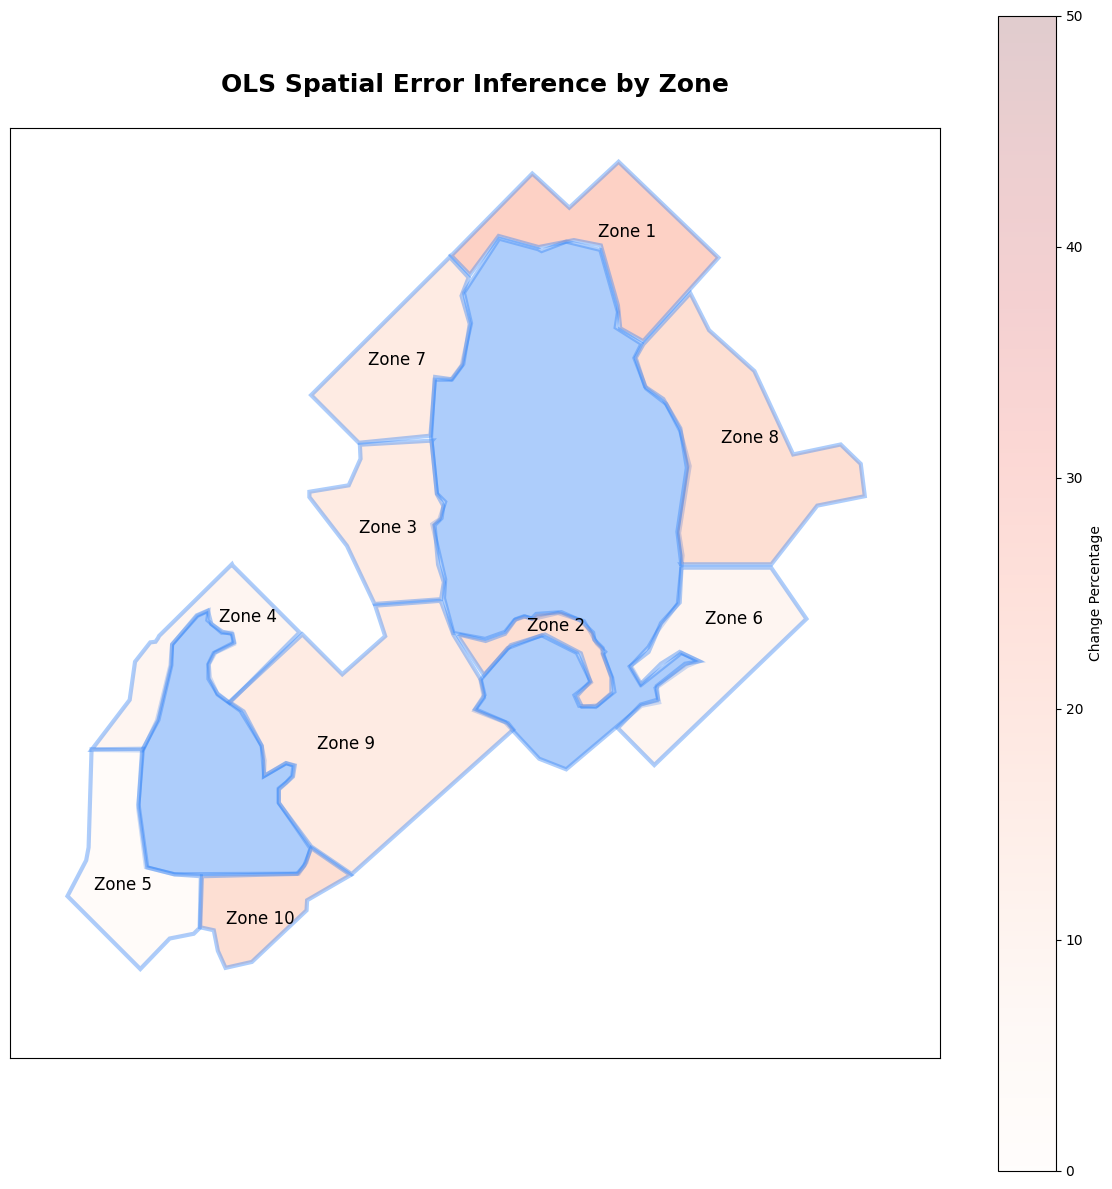 OLS Spatial Error Inference by Zone
50
Zone 1
40
Zone 7
Zone 8
30
Zone 3
Change Percentage
Zone 4
Zone 2
Zone 6
20
Zone 9
10
Zone 5
Zone 10
0